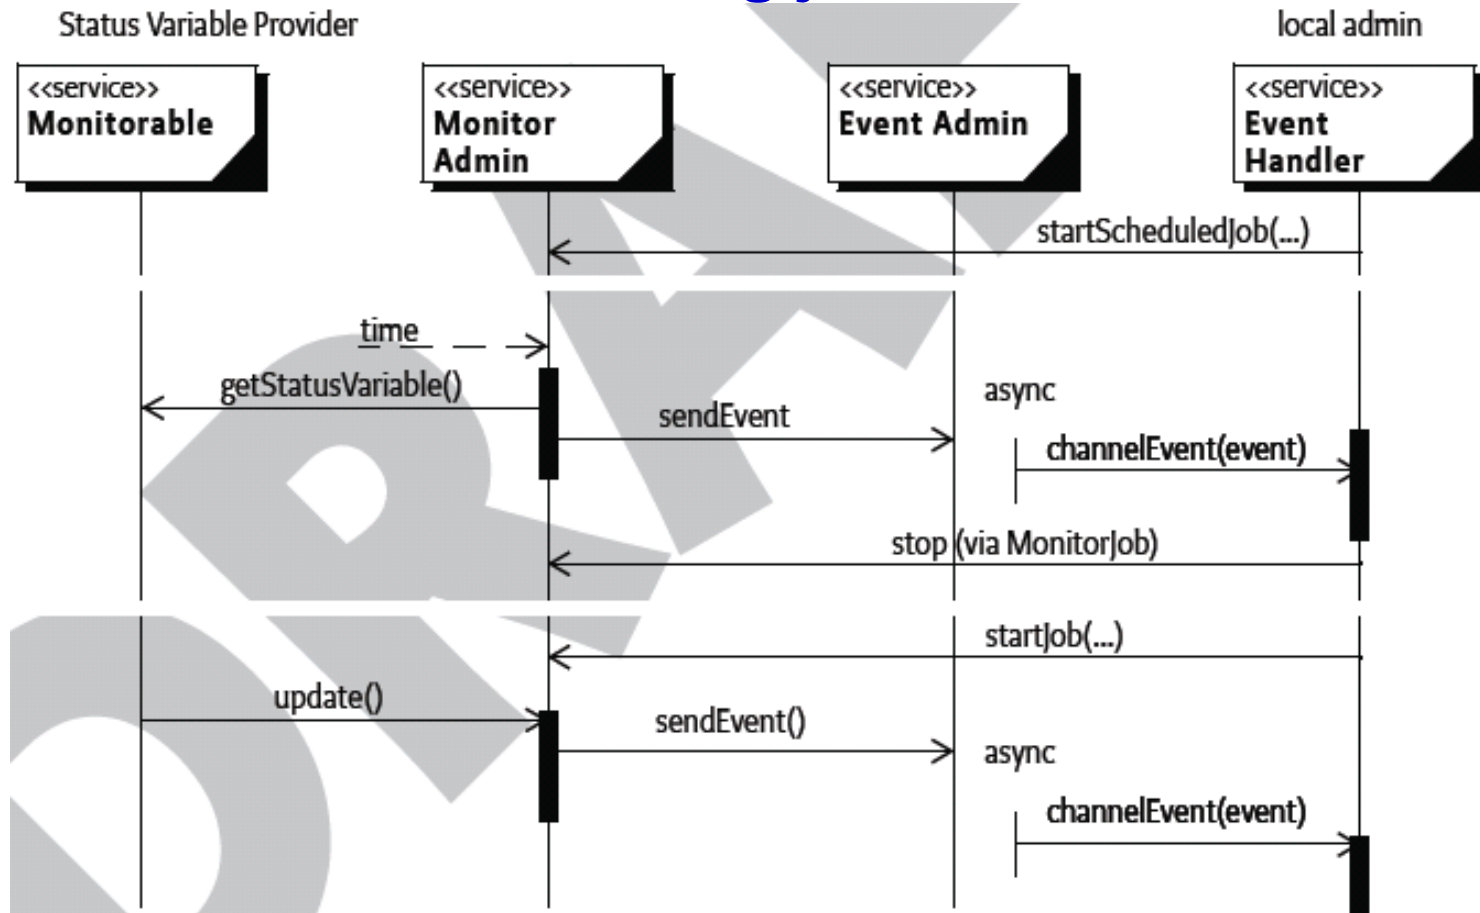 Status Variable Provider
local admin
<<service>>
Monitorable
<<service>>
Monitor
Admin
<<service>>
Event Admin
<<service>>
Event
Handler
startScheduledJob(...)
time
getStatusVariable()
sendEvent
async
channelEvent(event)
stop (via MonitorJob)
startJob(...)
update()
sendEvent()
async
channelEvent(event)
DRAFT